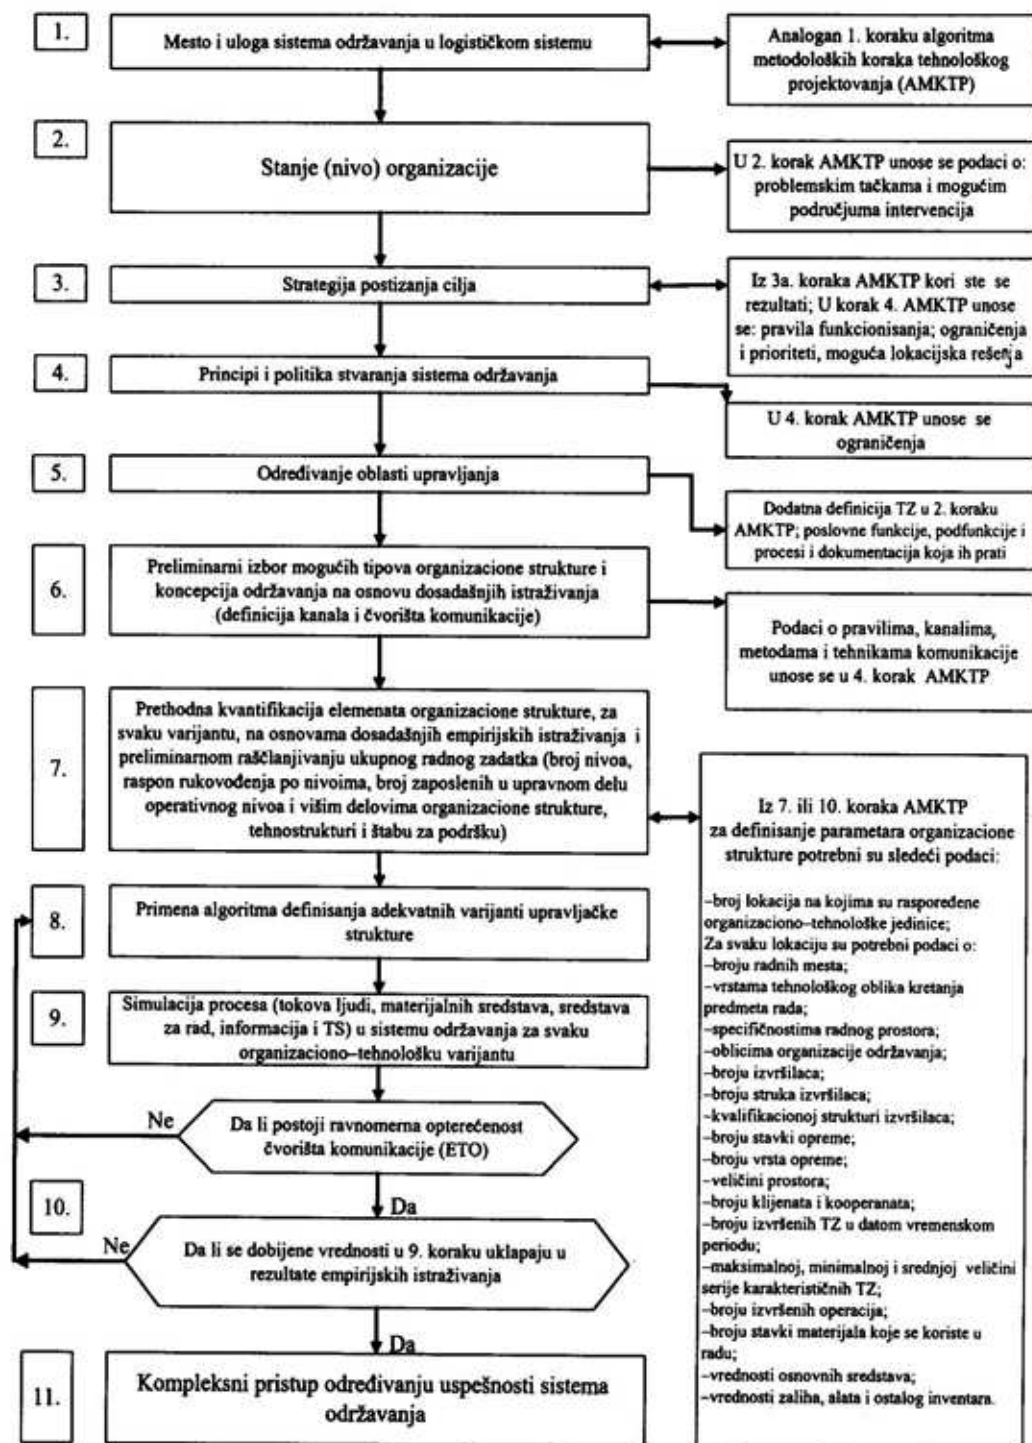 1.
Mesto i uloga sistema održavanja u logističkom sistemu
Analogan 1. koraku algoritma
metodoloških koraka tehnološkog
projektovanja (AMKTP)
2.
Stanje (nivo) organizacije
U 2. korak AMKTP unose se podaci o:
problemskim tačkama i mogućim
područjuma intervencija
3.
Strategija postizanja cilja
Iz 3a. koraka AMKTP kori ste se
rezultati; U korak 4. AMKTP unose
se: pravila funkcionisanja; ograničenja
i prioriteti, moguća lokacijska rešenja
4.
Principi i politika stvaranja sistema održavanja
U 4. korak AMKTP unose se
ograničenja
5.
Određivanje oblasti upravljanja
Dodatna definicija TZ u 2. koraku
AMKTP; poslovne funkcije, podfunkcije i
procesi i dokumentacija koja ih prati
6.
Preliminarni izbor mogućih tipova organizacione strukture i
koncepcija održavanja na osnovu dosadašnjih istraživanja
(definicija kanala i čvorišta komunikacije)
Podaci o pravilima, kanalima,
metodama i tehnikama komunikacije
unose se u 4. korak AMKTP
7.
Prethodna kvantifikacija elemenata organizacione strukture, za
svaku varijantu, na osnovama dosadašnjih empirijskih istraživanja i
preliminarnom raščlanjivanju ukupnog radnog zadatka (broj nivoa,
raspon rukovođenja po nivoima, broj zaposlenih u upravnom delu
operativnog nivoa i višim delovima organizacione strukture,
tehnostrukturi i štabu za podršku)
Iz 7. ili 10. koraka AMKTP
za definisanje parametara organizacione
strukture potrebni su sledeći podaci:
–broj lokacija na kojima su raspoređene
organizaciono–tehnološke jedinice;
Za svaku lokaciju su potrebni podaci o:
–broju radnih mesta;
–vrstama tehnološkog oblika kretanja
predmeta rada;
–specifičnostima radnog prostora;
–oblicima organizacije održavanja;
–broju izvršilaca;
–broju struka izvršilaca;
–kvalifikacionoj strukturi izvršilaca;
–broju stavki opreme;
–broju vrsta opreme;
–veličini prostora;
–broju klijenata i kooperanata;
–broju izvršenih TZ u datom vremenskom
periodu;
–maksimalnoj, minimalnoj i srednjoj veličini
serije karakterističnih TZ;
–broju izvršenih operacija;
–broju stavki materijala koje se koriste u
radu;
–vrednosti osnovnih sredstava;
–vrednosti zaliha, alata i ostalog inventara.
8.
Primena algoritma definisanja adekvatnih varijanti upravljačke
strukture
9.
Simulacija procesa (tokova ljudi, materijalnih sredstava, sredstava
za rad, informacija i TS) u sistemu održavanja za svaku
organizaciono–tehnološku varijantu
Ne
Da li postoji ravnomerna opterećenost
čvorišta komunikacije (ETO)
Da
10.
Ne
Da li se dobijene vrednosti u 9. koraku uklapaju u
rezultate empirijskih istraživanja
Da
11.
Kompleksni pristup određivanju uspešnosti sistema
održavanja